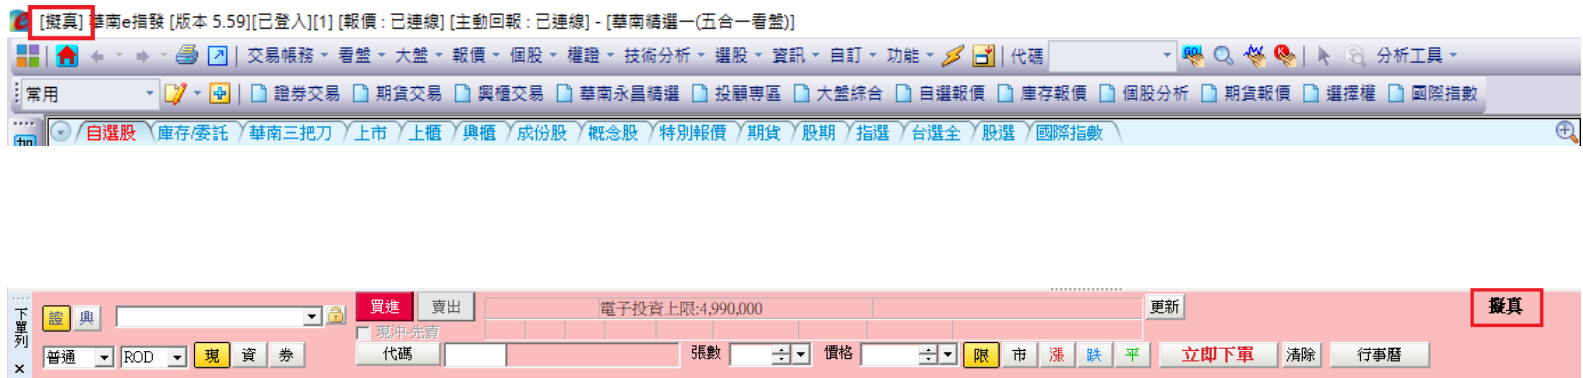 [擬真] 華南e指發 [版本 5.59][已登入][1] [報價 : 已連線] [主動回報 : 已連線] - [華南精選一(五合一看盤)]
交易帳務 看盤 大盤 報價 個股 權證 技術分析 選股 資訊 自訂 功能 代碼 GO! 分析工具
常用 證券交易 期貨交易 興櫃交易 華南永昌精選 投顧專區 大盤綜合 自選報價 庫存報價 個股分析 期貨報價 選擇權 國際指數
加 自選股 庫存/委託 華南三把刀 上市 上櫃 興櫃 成份股 概念股 特別報價 期貨 股期 指選 台選全 股選 國際指數
下單列
證 興 買進 賣出 電子投資上限:4,990,000 更新 擬真
現沖-先賣
普通 ROD 現 資 券 代碼 張數 價格 限 市 漲 跌 平 立即下單 清除 行事曆